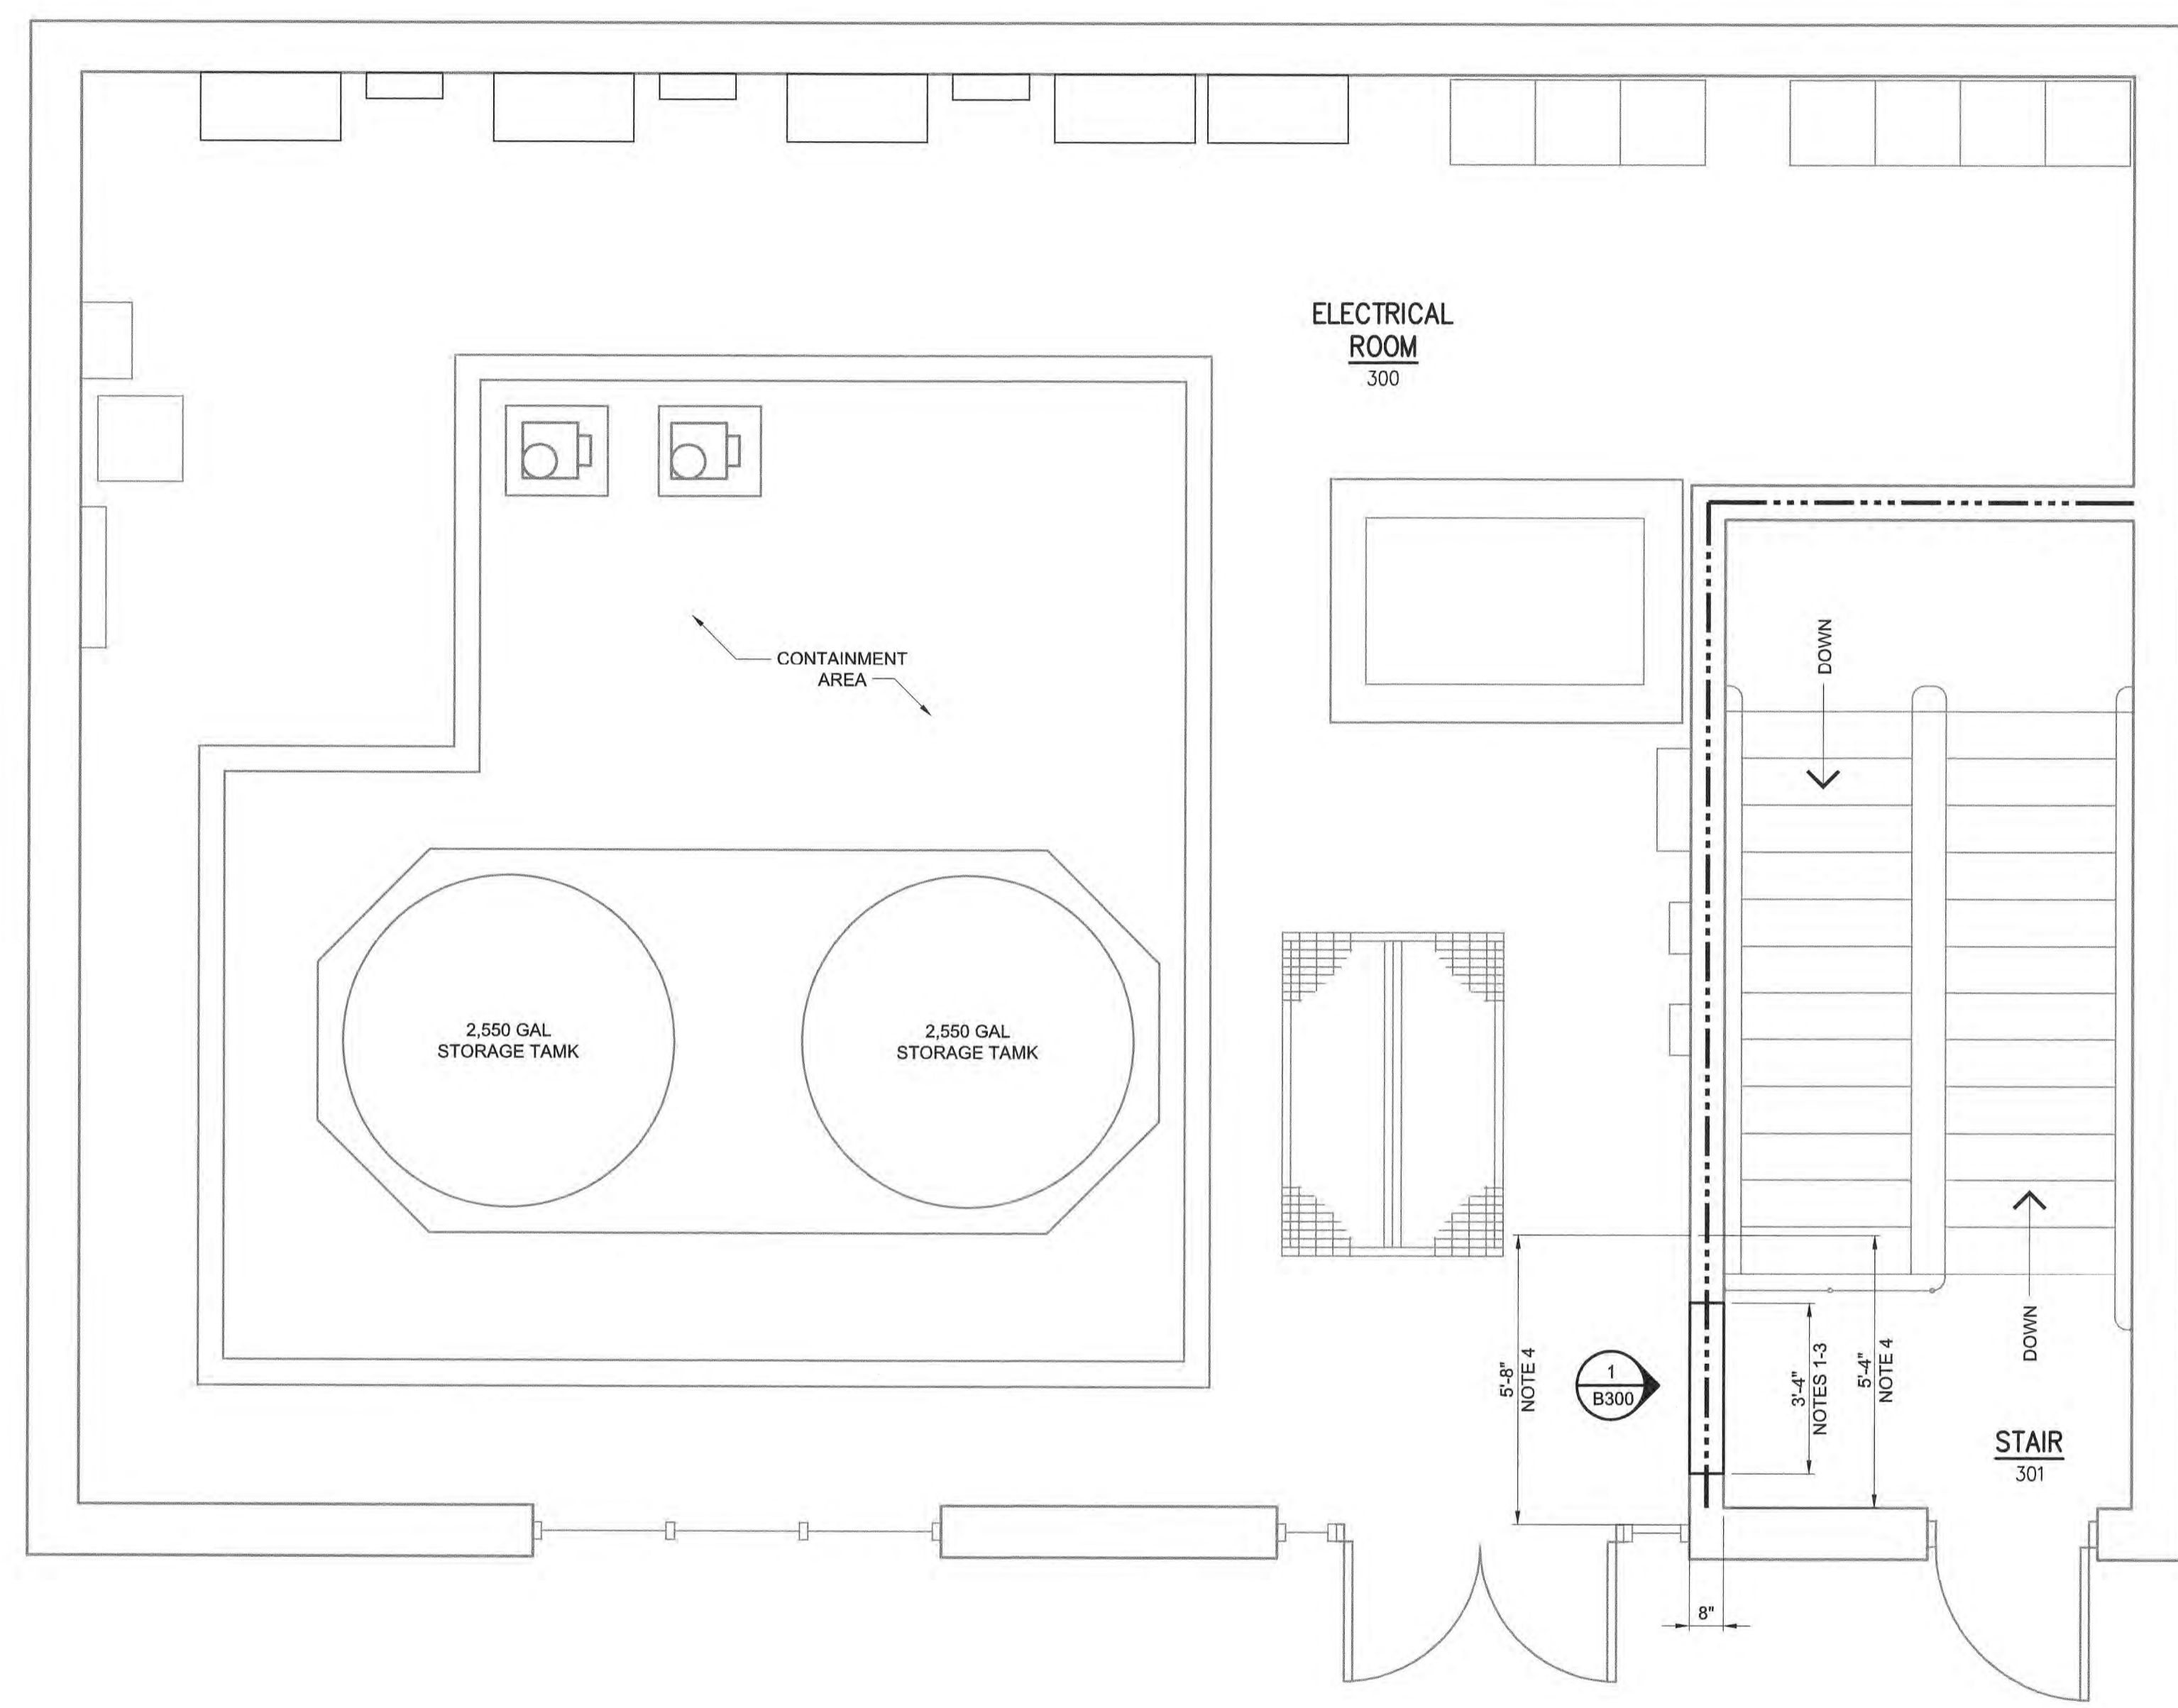 ELECTRICAL
ROOM
300
CONTAINMENT
AREA
DOWN
2,550 GAL
STORAGE TAMK
2,550 GAL
STORAGE TAMK
5'-8"
NOTE 4
1
B300
3'-4"
NOTES 1-3
5'-4"
NOTE 4
DOWN
STAIR
301
8"